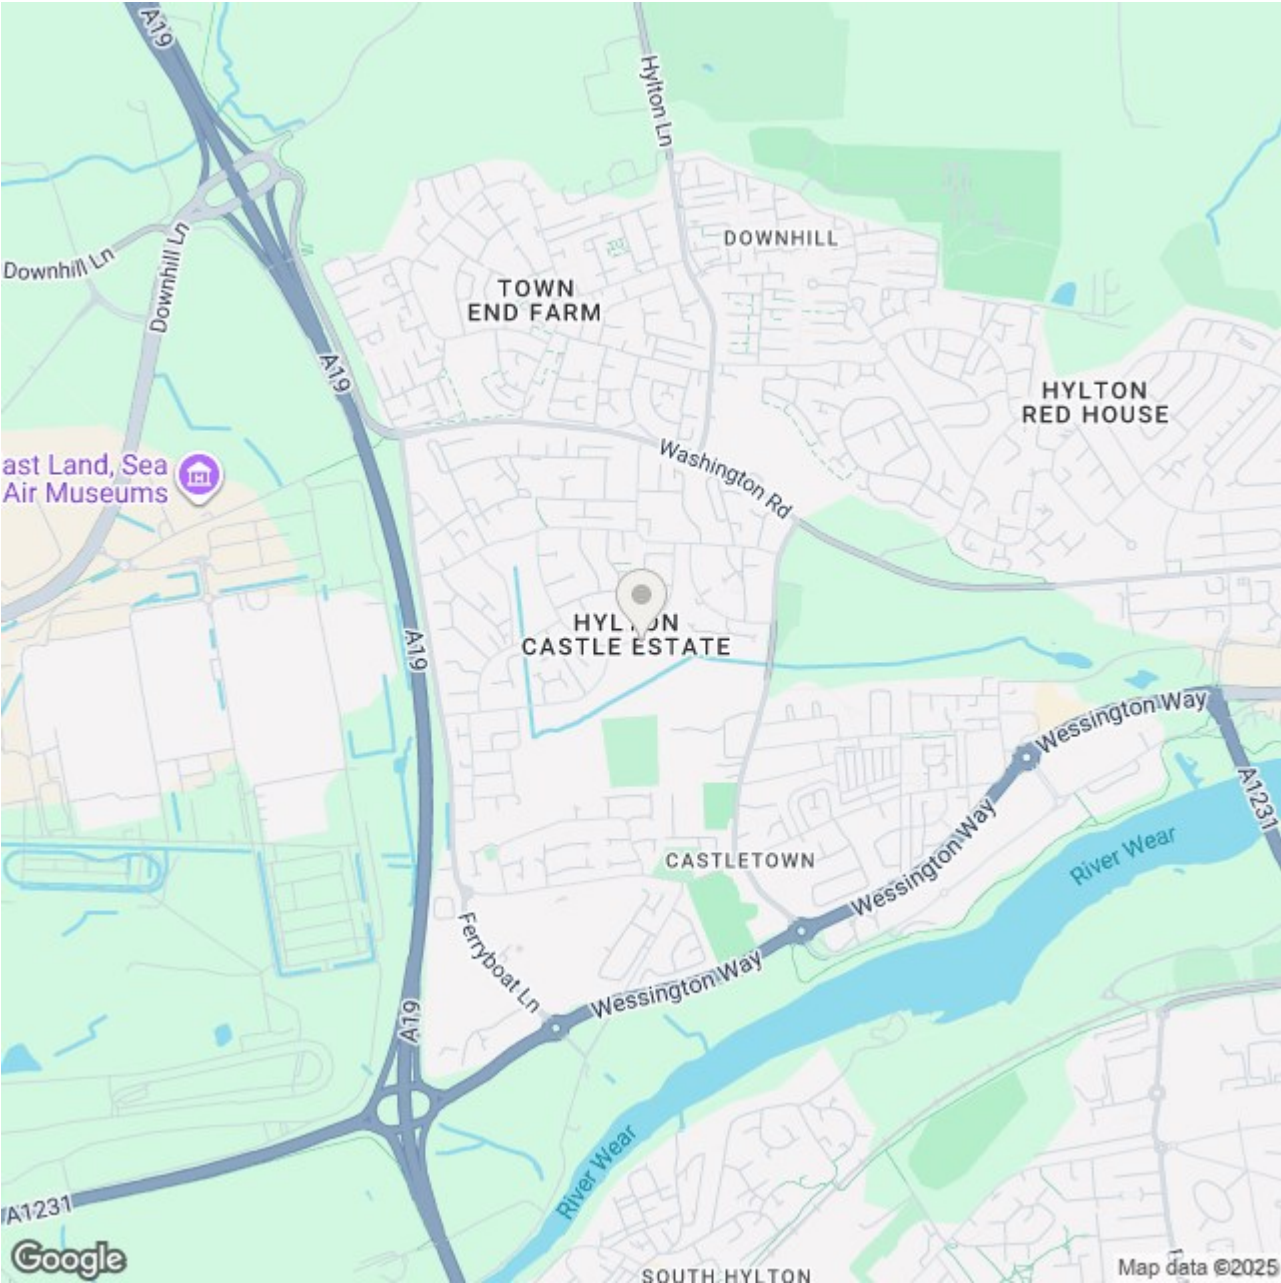 A19
Hylton Ln
DOWNHILL
Downhill Ln
Downhill Ln
TOWN
END FARM
A19
HYLTON
RED HOUSE
Washington Rd
ast Land, Sea
Air Museums
HYLTON
CASTLE ESTATE
A19
Wessington Way
A1231
Wessington Way
River Wear
CASTLETOWN
Ferryboat Ln
Wessington Way
A19
River Wear
A1231
Google
SOUTH HYLTON
Map data ©2025